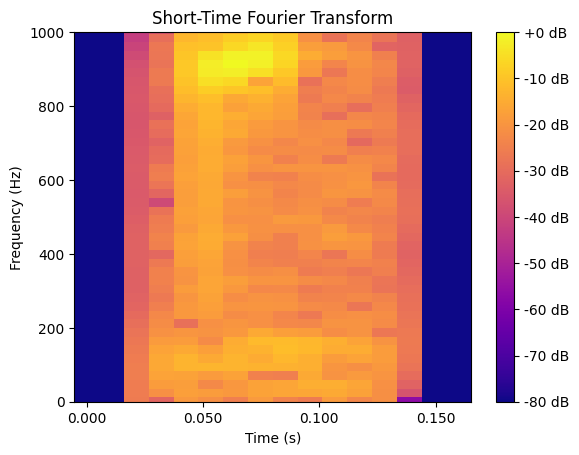 Short-Time Fourier Transform
Frequency (Hz)
1000
800
600
400
200
0
0.000
0.050
0.100
0.150
Time (s)
+0 dB
-10 dB
-20 dB
-30 dB
-40 dB
-50 dB
-60 dB
-70 dB
-80 dB